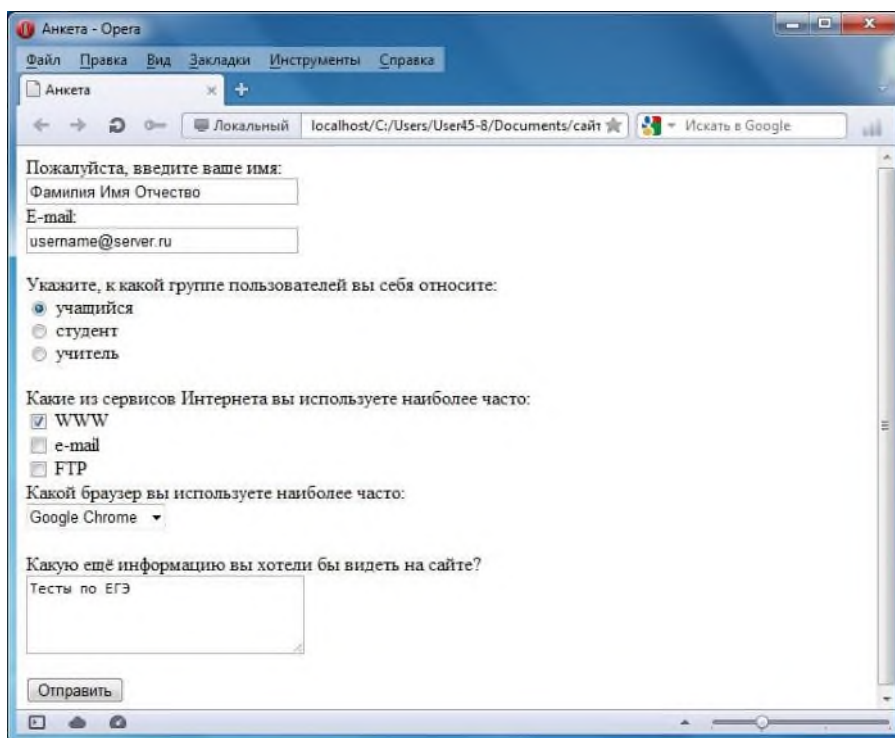 Анкета - Opera
Файл Правка Вид Закладки Инструменты Справка
Анкета
Локальный localhost/C:/Users/User45-8/Documents/сайт Искать в Google
Пожалуйста, введите ваше имя:
Фамилия Имя Отчество
E-mail:
username@server.ru
Укажите, к какой группе пользователей вы себя относите:
учащийся
студент
учитель
Какие из сервисов Интернета вы используете наиболее часто:
WWW
e-mail
FTP
Какой браузер вы используете наиболее часто:
Google Chrome
Какую ещё информацию вы хотели бы видеть на сайте?
Тесты по ЕГЭ
Отправить